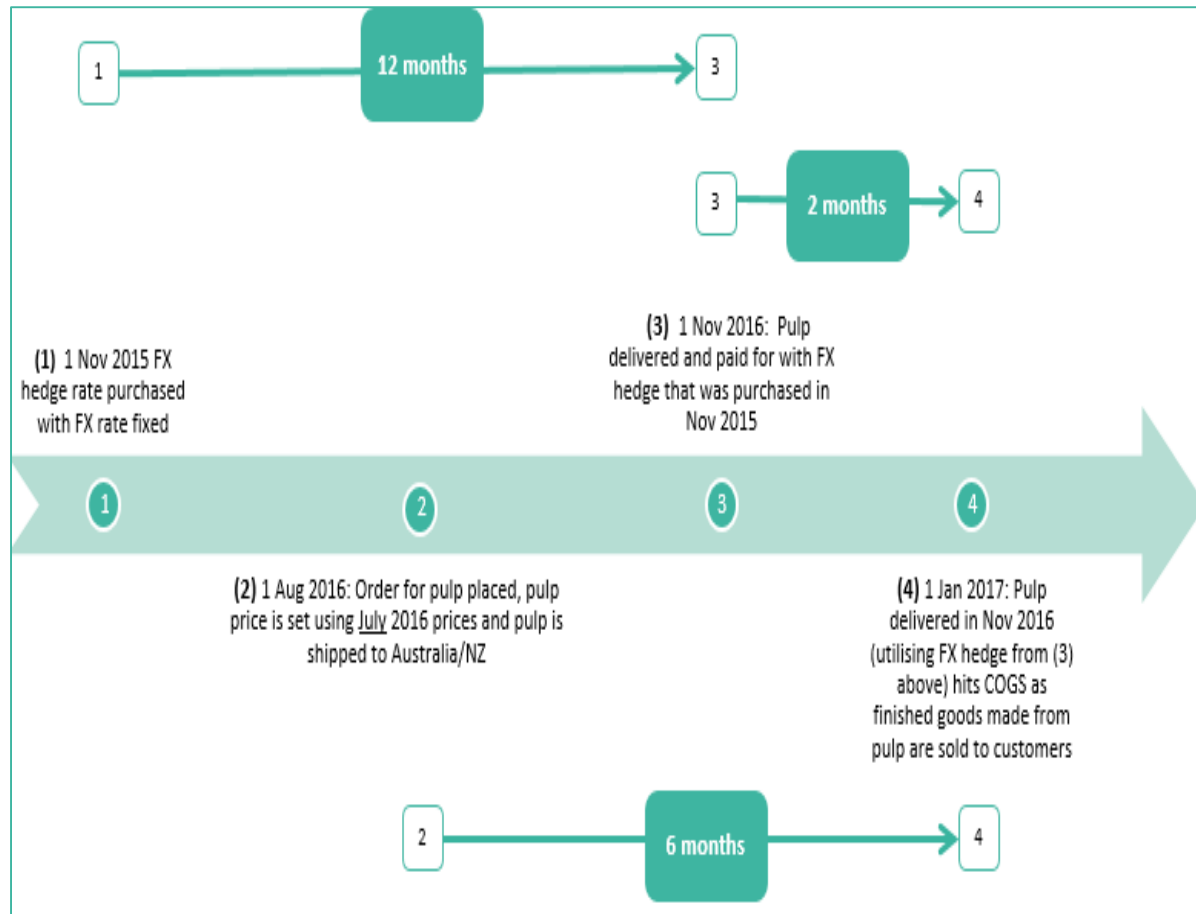 1
12 months
3
3
2 months
4
(1) 1 Nov 2015 FX
hedge rate purchased
with FX rate fixed
(3) 1 Nov 2016: Pulp
delivered and paid for with FX
hedge that was purchased in
Nov 2015
1
2
3
4
(2) 1 Aug 2016: Order for pulp placed, pulp
price is set using July 2016 prices and pulp is
shipped to Australia/NZ
(4) 1 Jan 2017: Pulp
delivered in Nov 2016
(utilising FX hedge from (3)
above) hits COGS as
finished goods made from
pulp are sold to customers
2
6 months
4